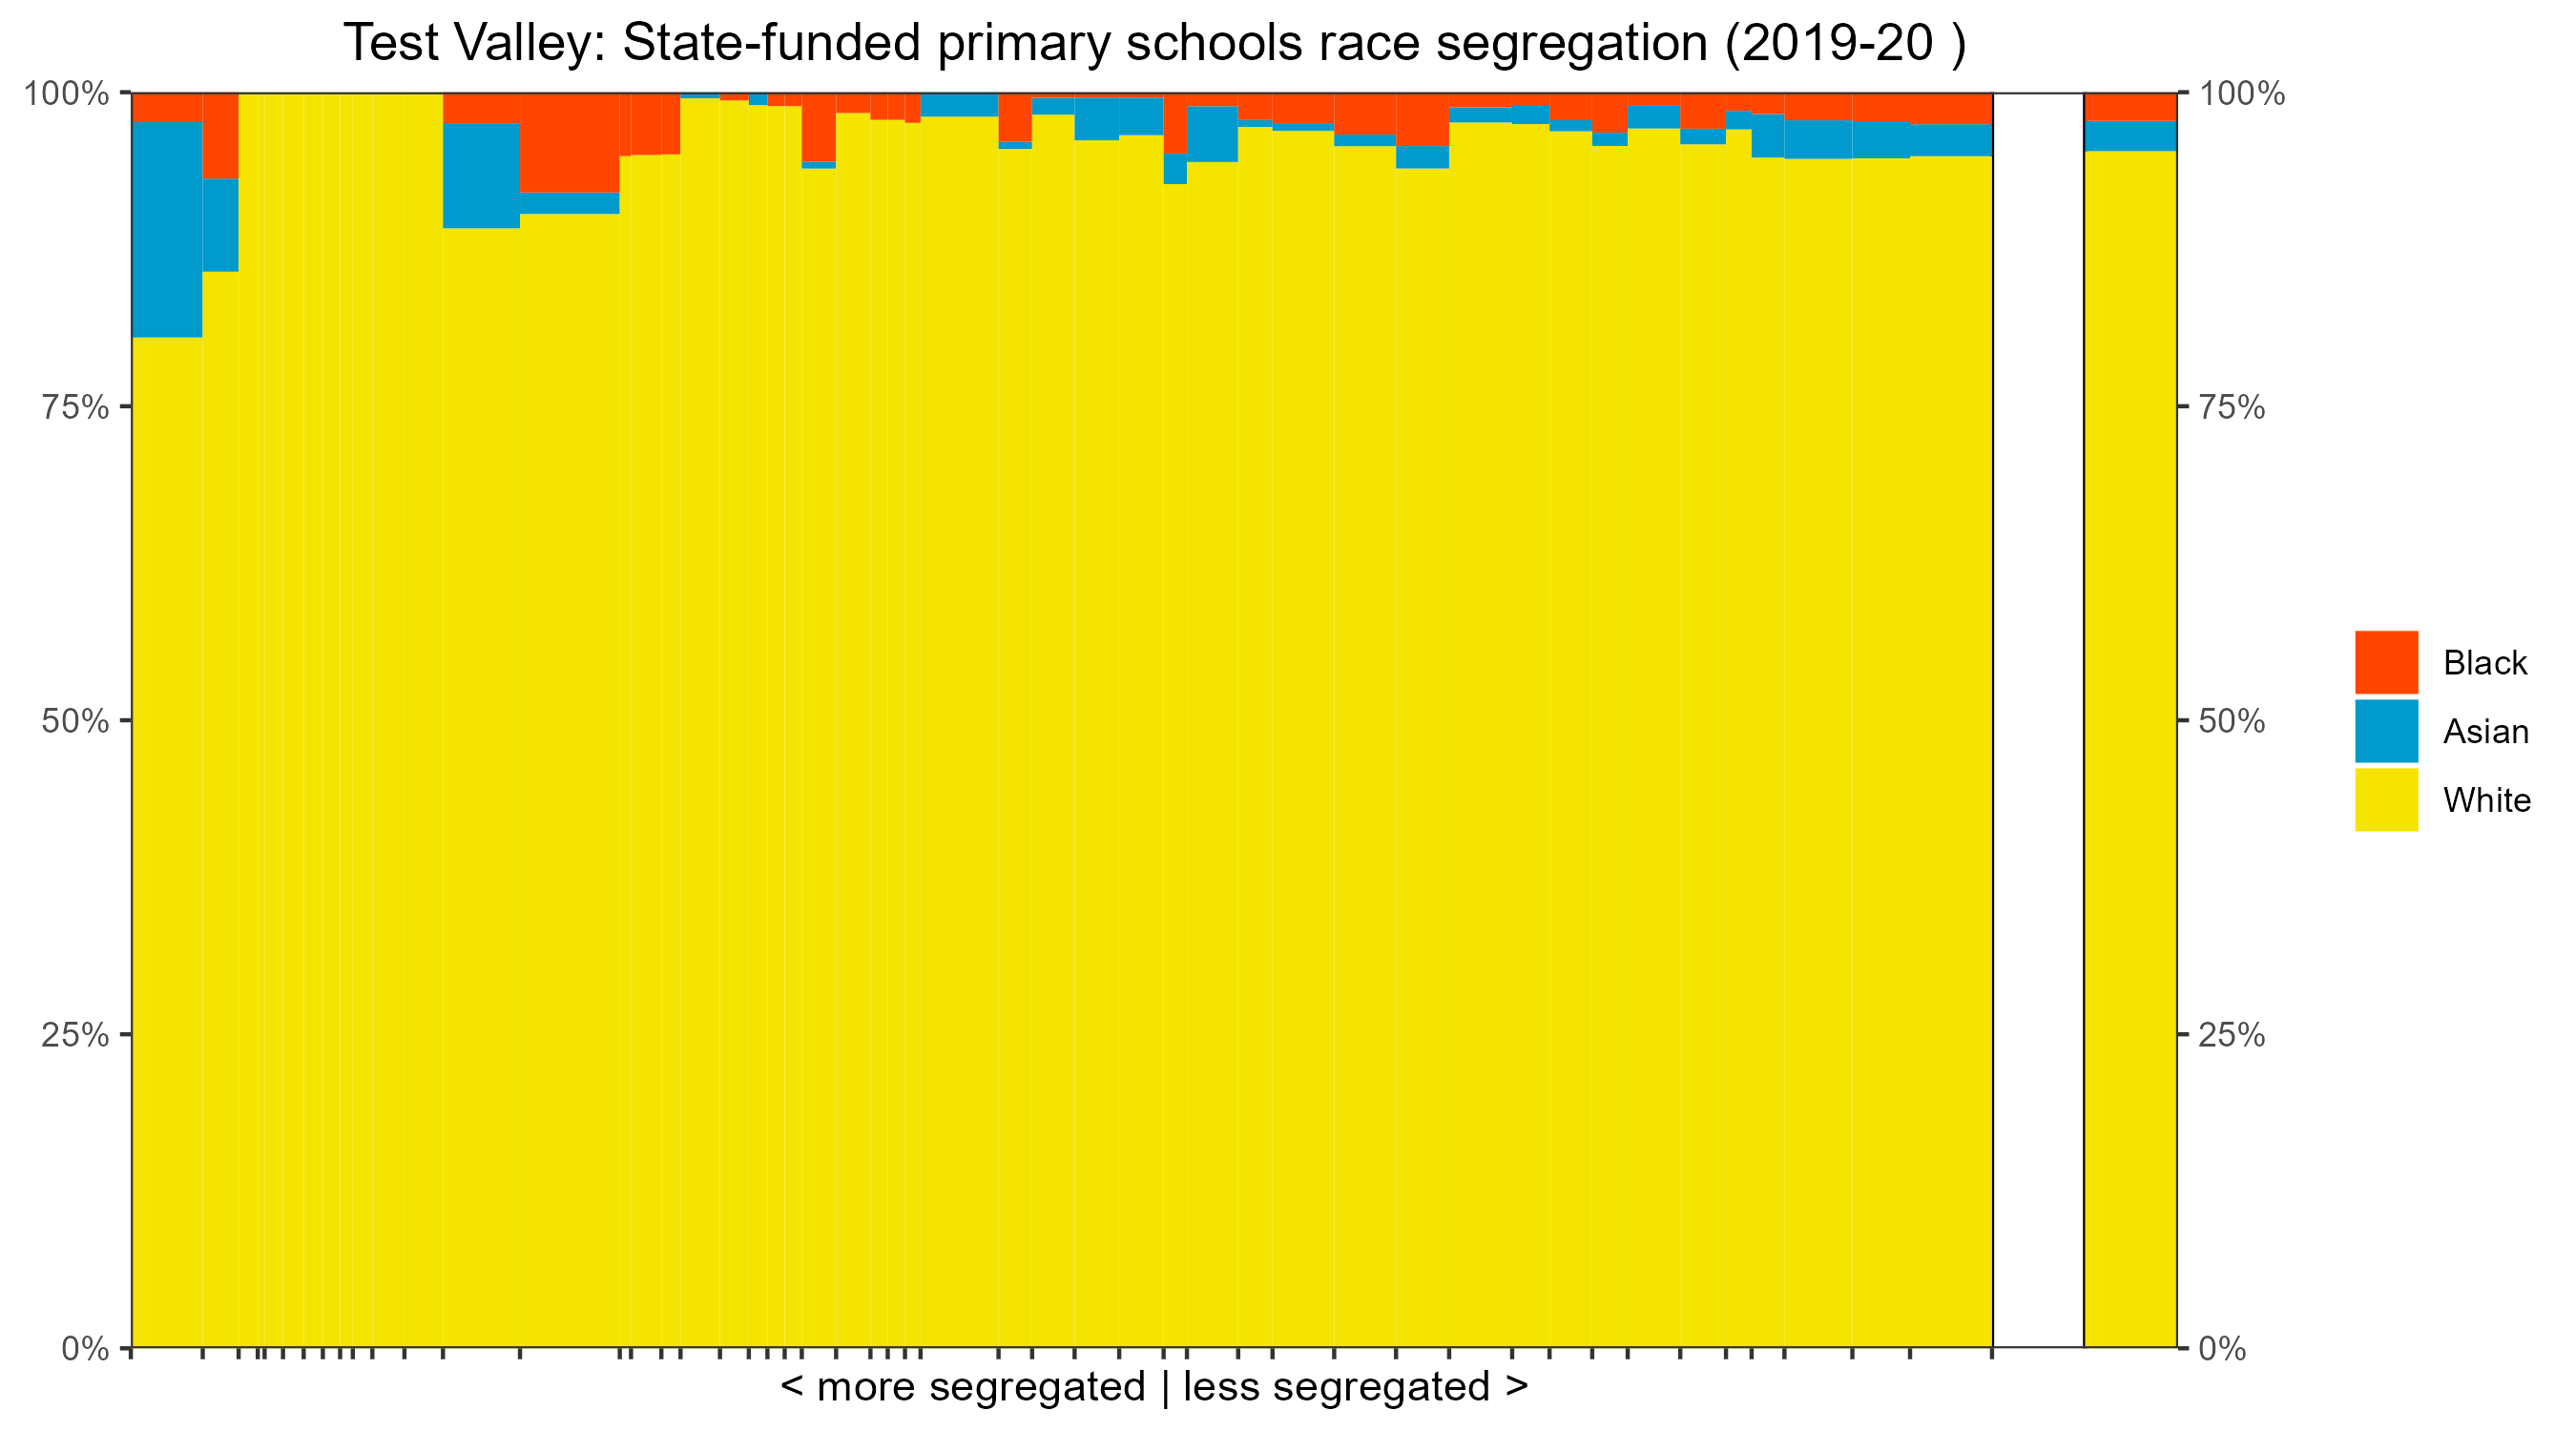 Test Valley: State-funded primary schools race segregation (2019-20 )
100%
75%
50%
25%
0%
100%
75%
50%
25%
0%
Black
Asian
White
< more segregated | less segregated >